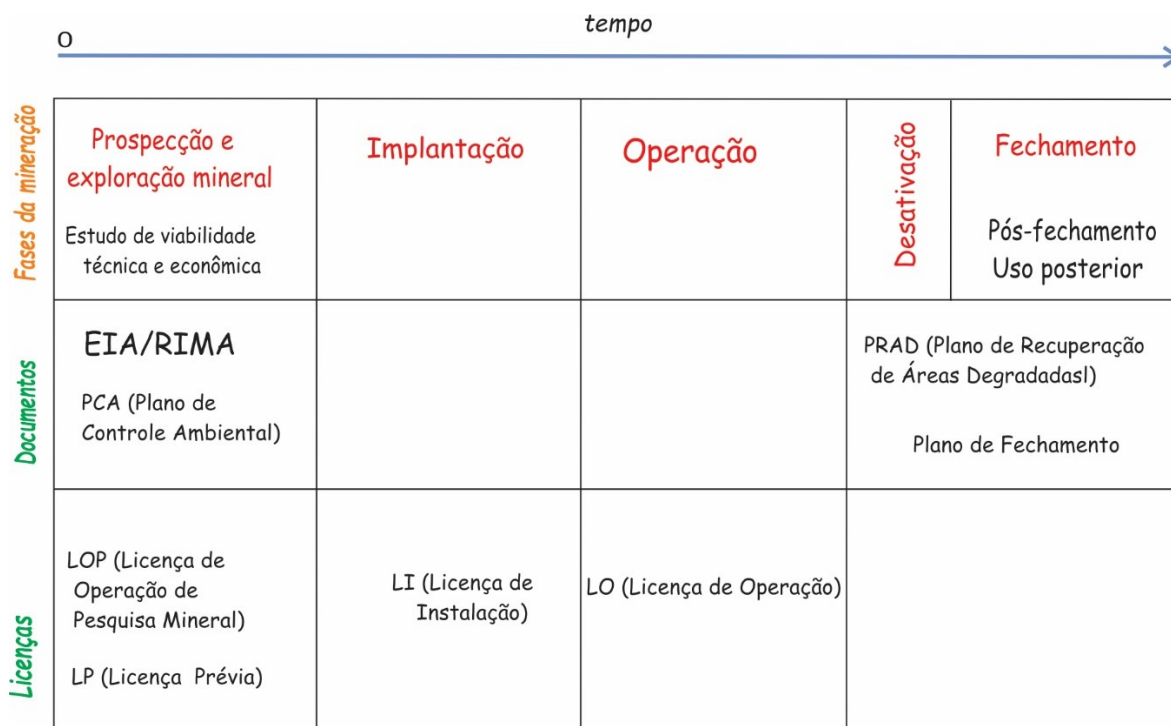 tempo
O
Fases da mineração
Prospecção e
exploração mineral
Estudo de viabilidade
técnica e econômica
Implantação
Operação
Desativação
Fechamento
Pós-fechamento
Uso posterior
Documentos
EIA/RIMA
PCA (Plano de
Controle Ambiental)
PRAD (Plano de Recuperação
de Áreas Degradadasl)
Plano de Fechamento
Licenças
LOP (Licença de
Operação de
Pesquisa Mineral)
LP (Licença Prévia)
LI (Licença de
Instalação)
LO (Licença de Operação)